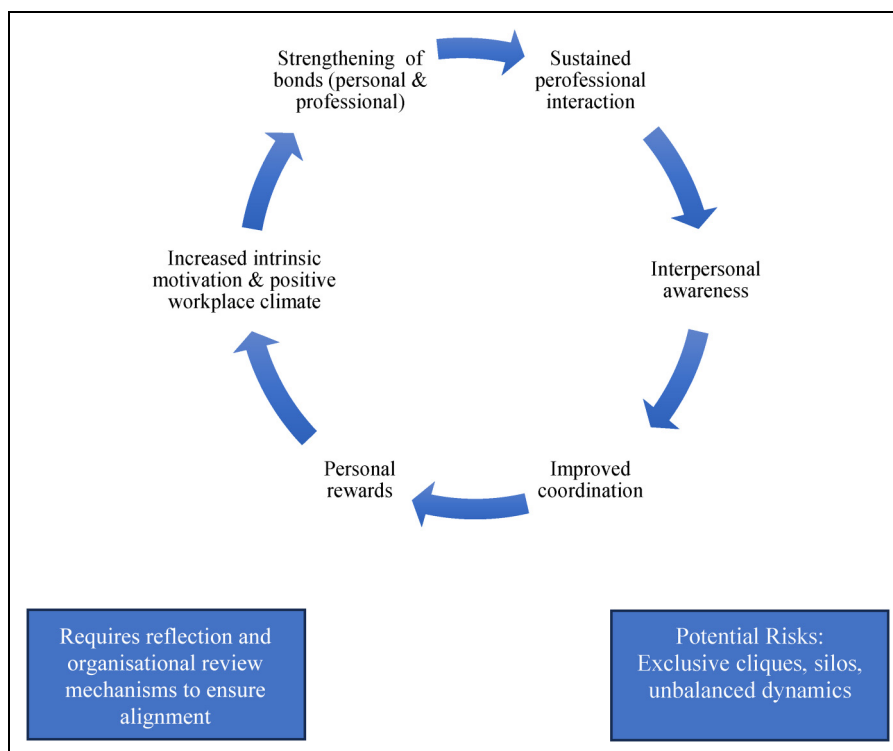 Strengthening of
bonds (personal &
professional)
Sustained
perofessional
interaction
Interpersonal
awareness
Improved
coordination
Personal
rewards
Increased intrinsic
motivation & positive
workplace climate
Requires reflection and
organisational review
mechanisms to ensure
alignment
Potential Risks:
Exclusive cliques, silos,
unbalanced dynamics